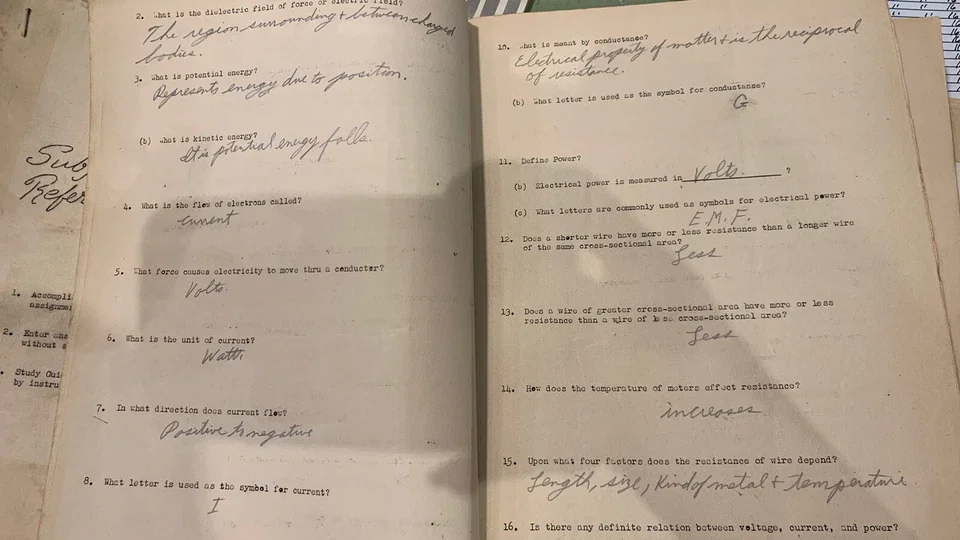 Sub
Refer
1. Accompli
assignme
2. Enter ans
without s
Study Gui
by instru
2. What is the dielectric field of force or electric field?
The region surrounding + between charged
bodies.
3. What is potential energy?
Represents energy due to position.
(b) What is kinetic energy?
It is potential energy falls.
4. What is the flow of electrons called?
current
5. What force causes electricity to move thru a conductor?
Volts.
6. What is the unit of current?
Watts
7. In what direction does current flow?
Positive to negative
8. What letter is used as the symbol for current?
I
10. What is meant by conductance?
Electrical property of matter + is the reciprocal
of resistance.
(b) What letter is used as the symbol for conductanse?
G
11. Define Power?
(b) Electrical power is measured in Volts. ?
(c) What letters are commonly used as symbols for electrical power?
E.M.F.
12. Does a shorter wire have more or less resistance than a longer wire
of the same cross-sectional area?
Less
13. Does a wire of greater cross-sectional area have more or less
resistance than a wire of less cross-sectional area?
Less
14. How does the temperature of meters effect resistance?
increases
15. Upon what four factors does the resistance of wire depend?
Length, size, Kind of metal + temperature
16. Is there any definite relation between voltage, current, and power?